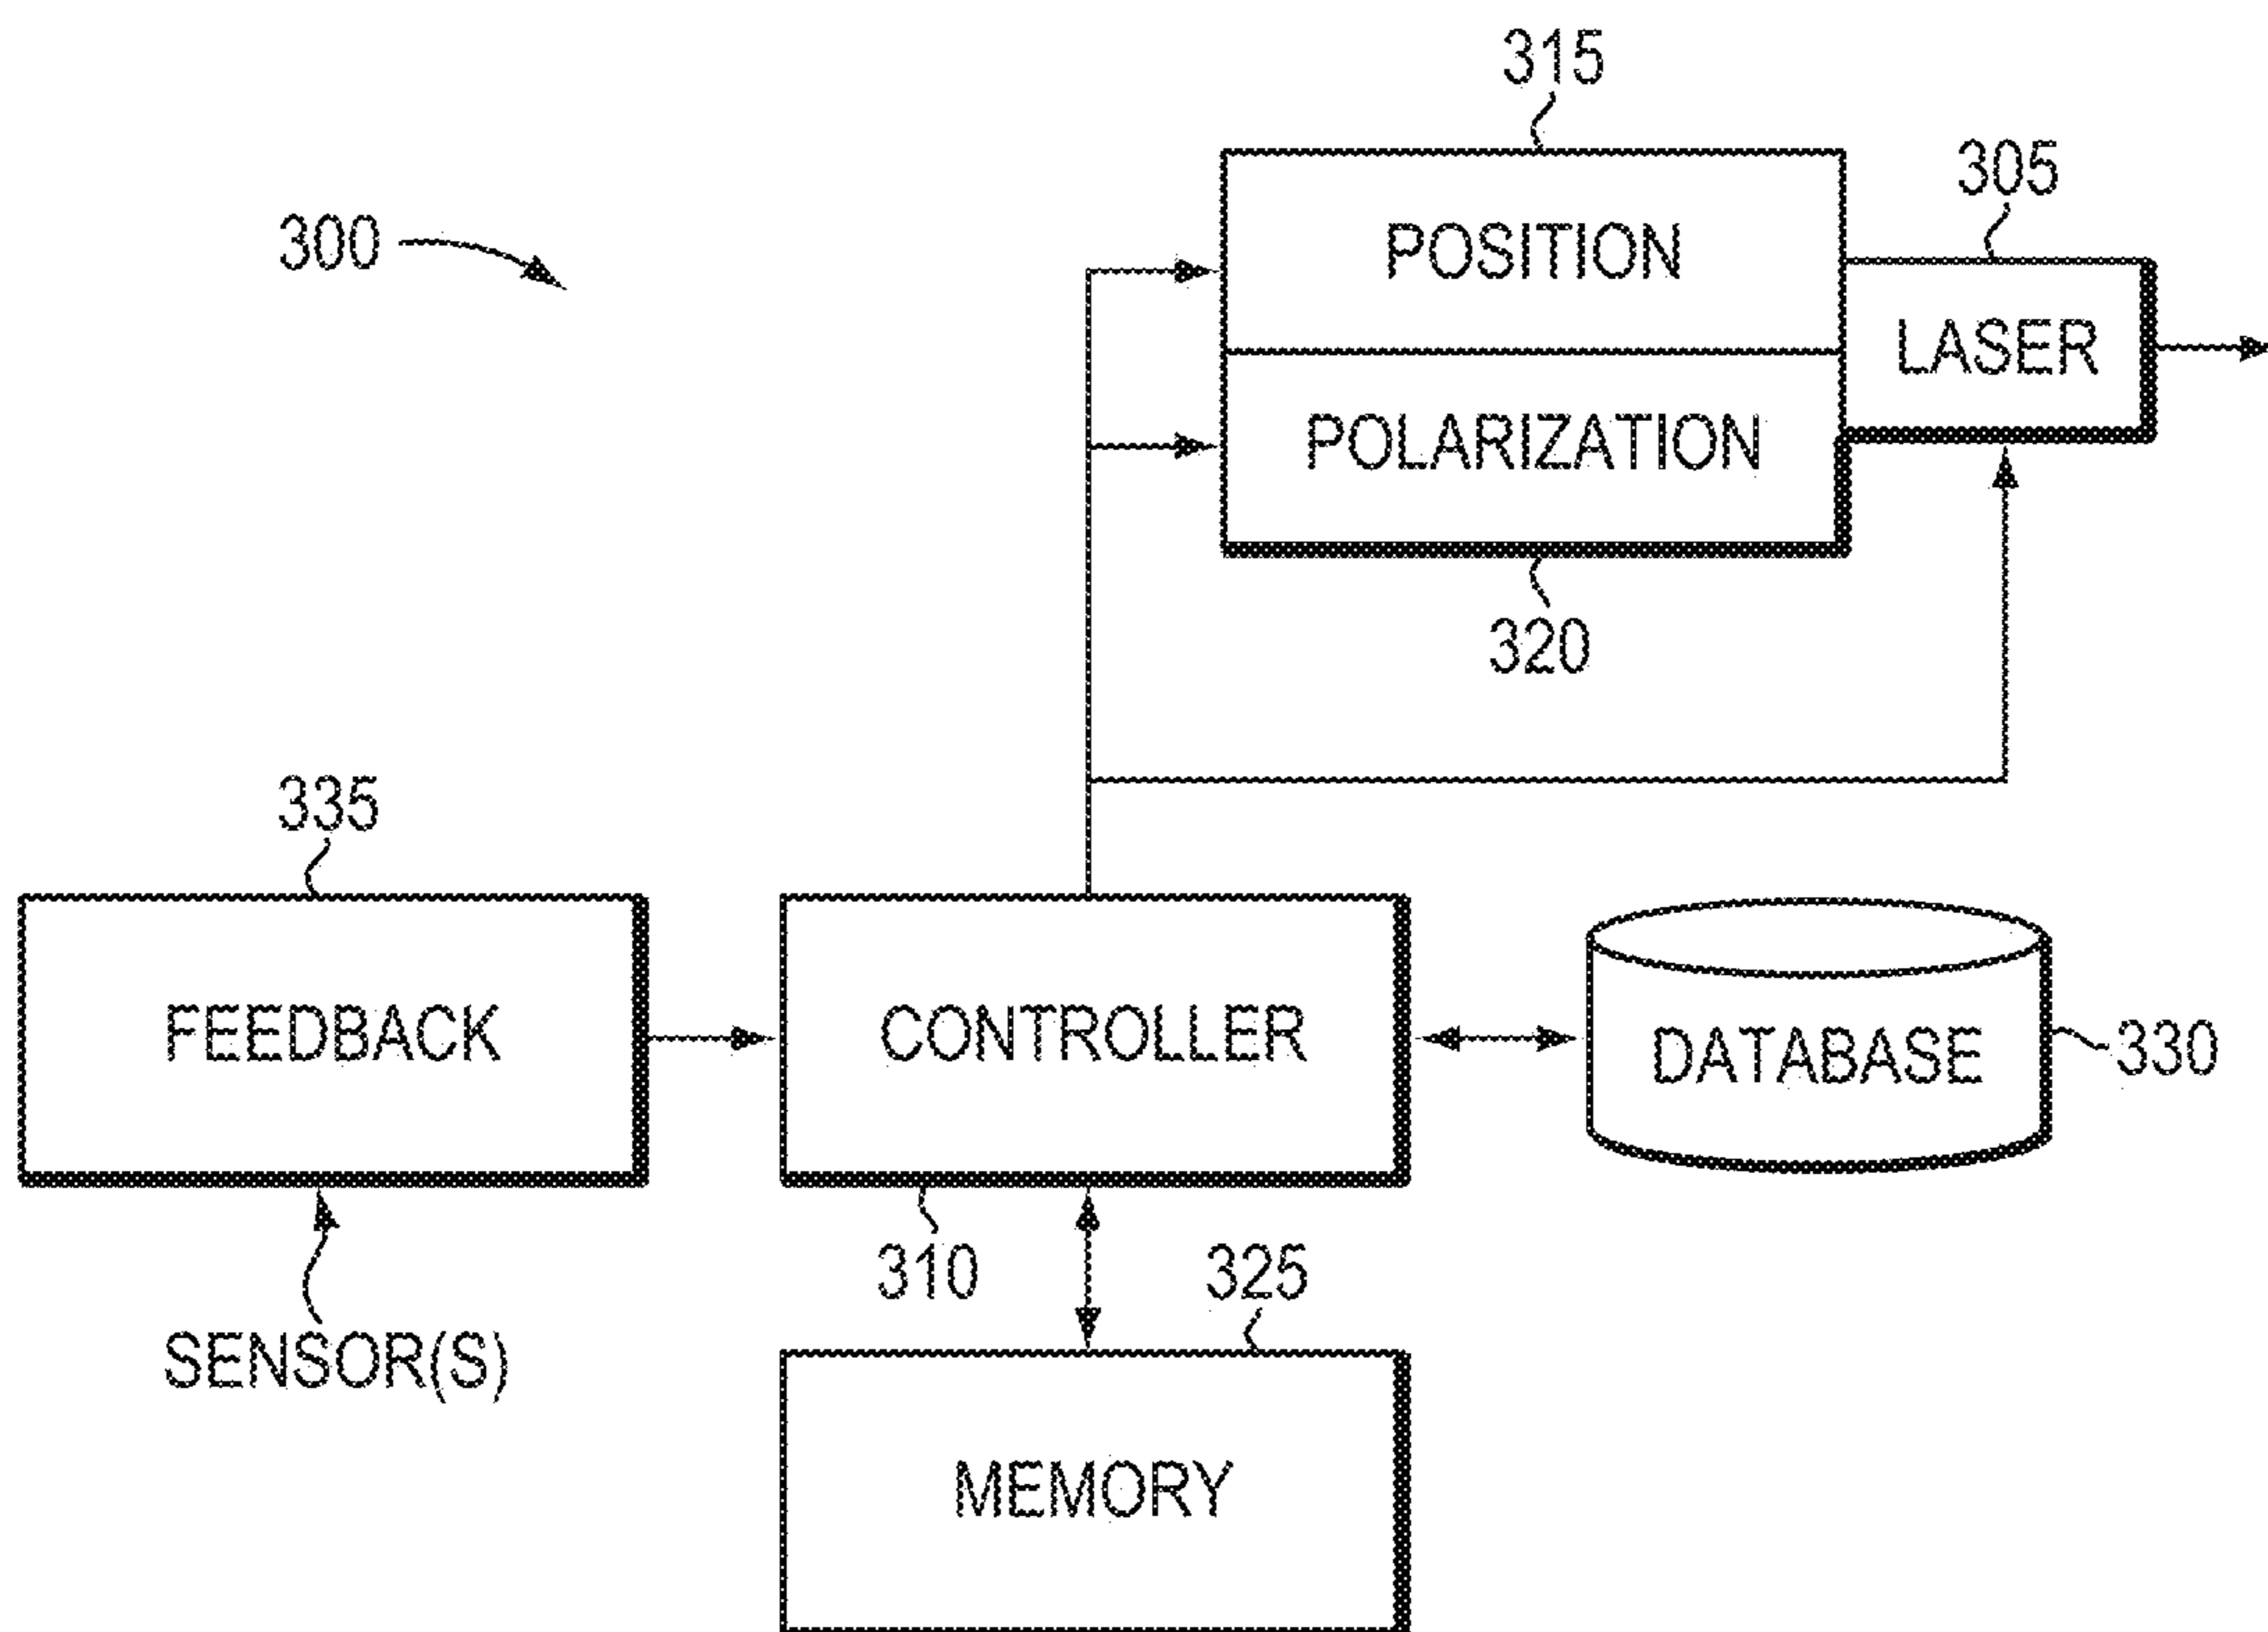 315
305
300
POSITION
LASER
POLARIZATION
320
335
FEEDBACK
CONTROLLER
DATABASE
330
310
325
SENSOR(S)
MEMORY